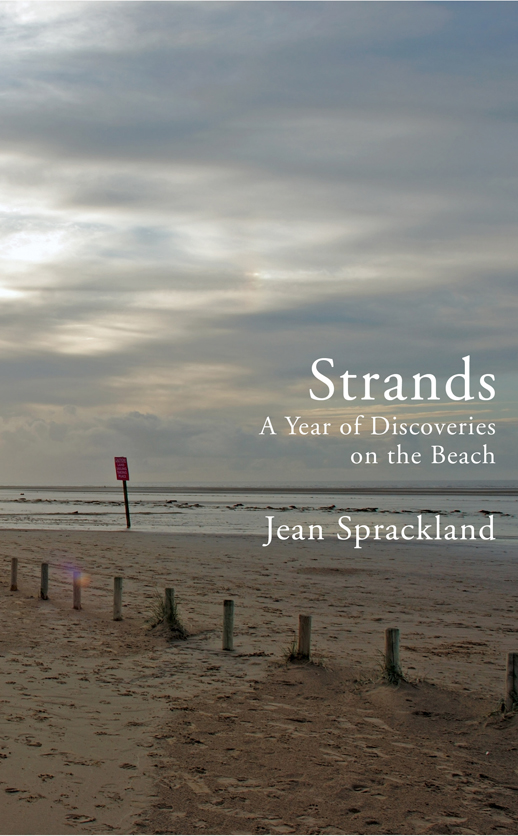 Strands
A Year of Discoveries
on the Beach
Jean Sprackland